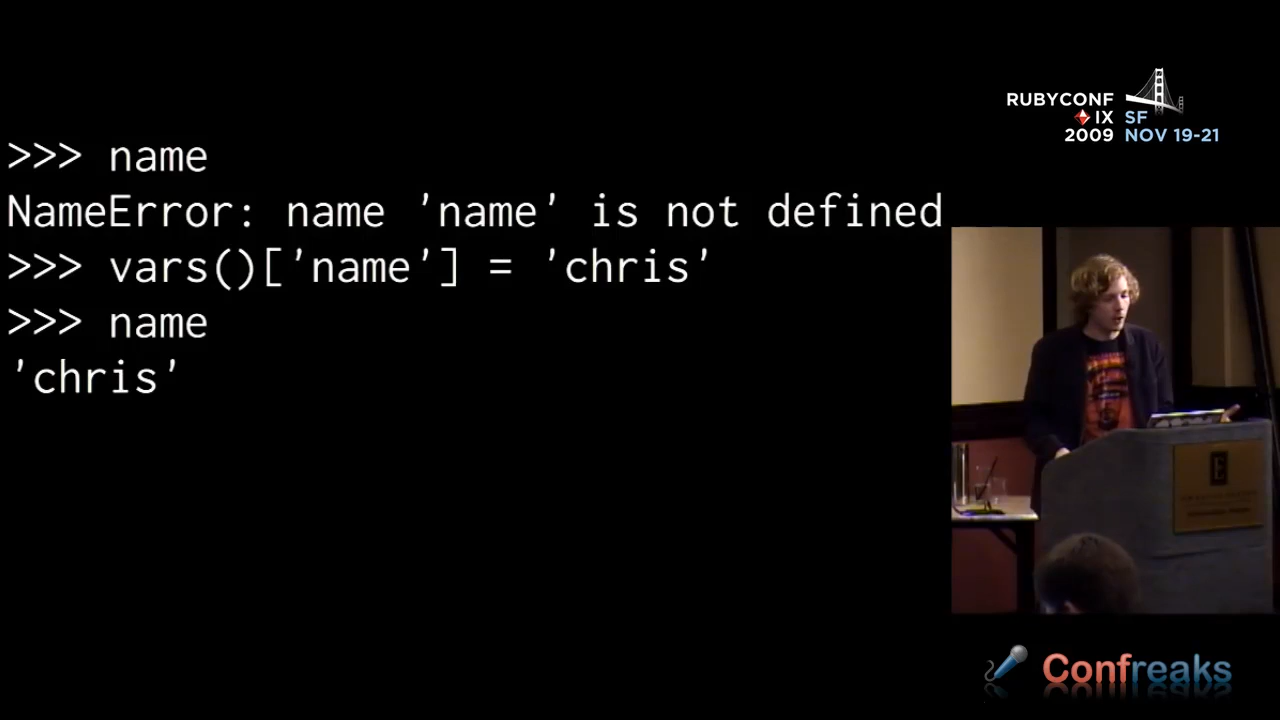 RUBYCONF
IX SF
2009 NOV 19-21
>>> name
NameError: name 'name' is not defined
>>> vars()['name'] = 'chris'
>>> name
'chris'
E
Confreaks